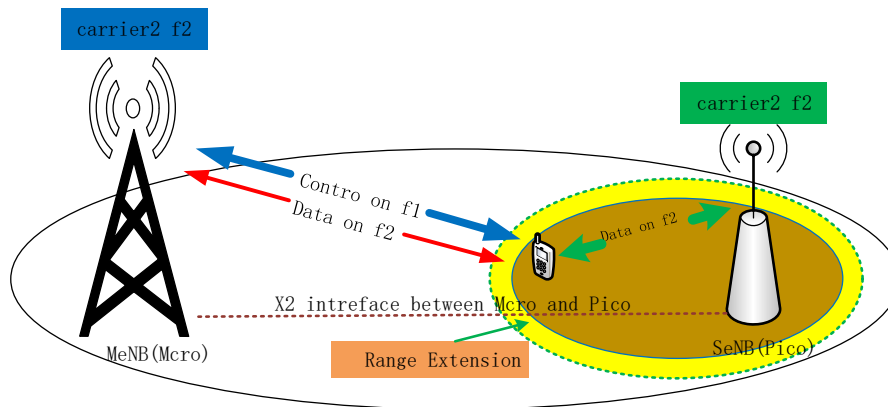 carrier2 f2
carrier2 f2
Contro on f1
Data on f2
Data on f2
X2 intreface between Mcro and Pico
MeNB(Mcro)
SeNB(Pico)
Range Extension